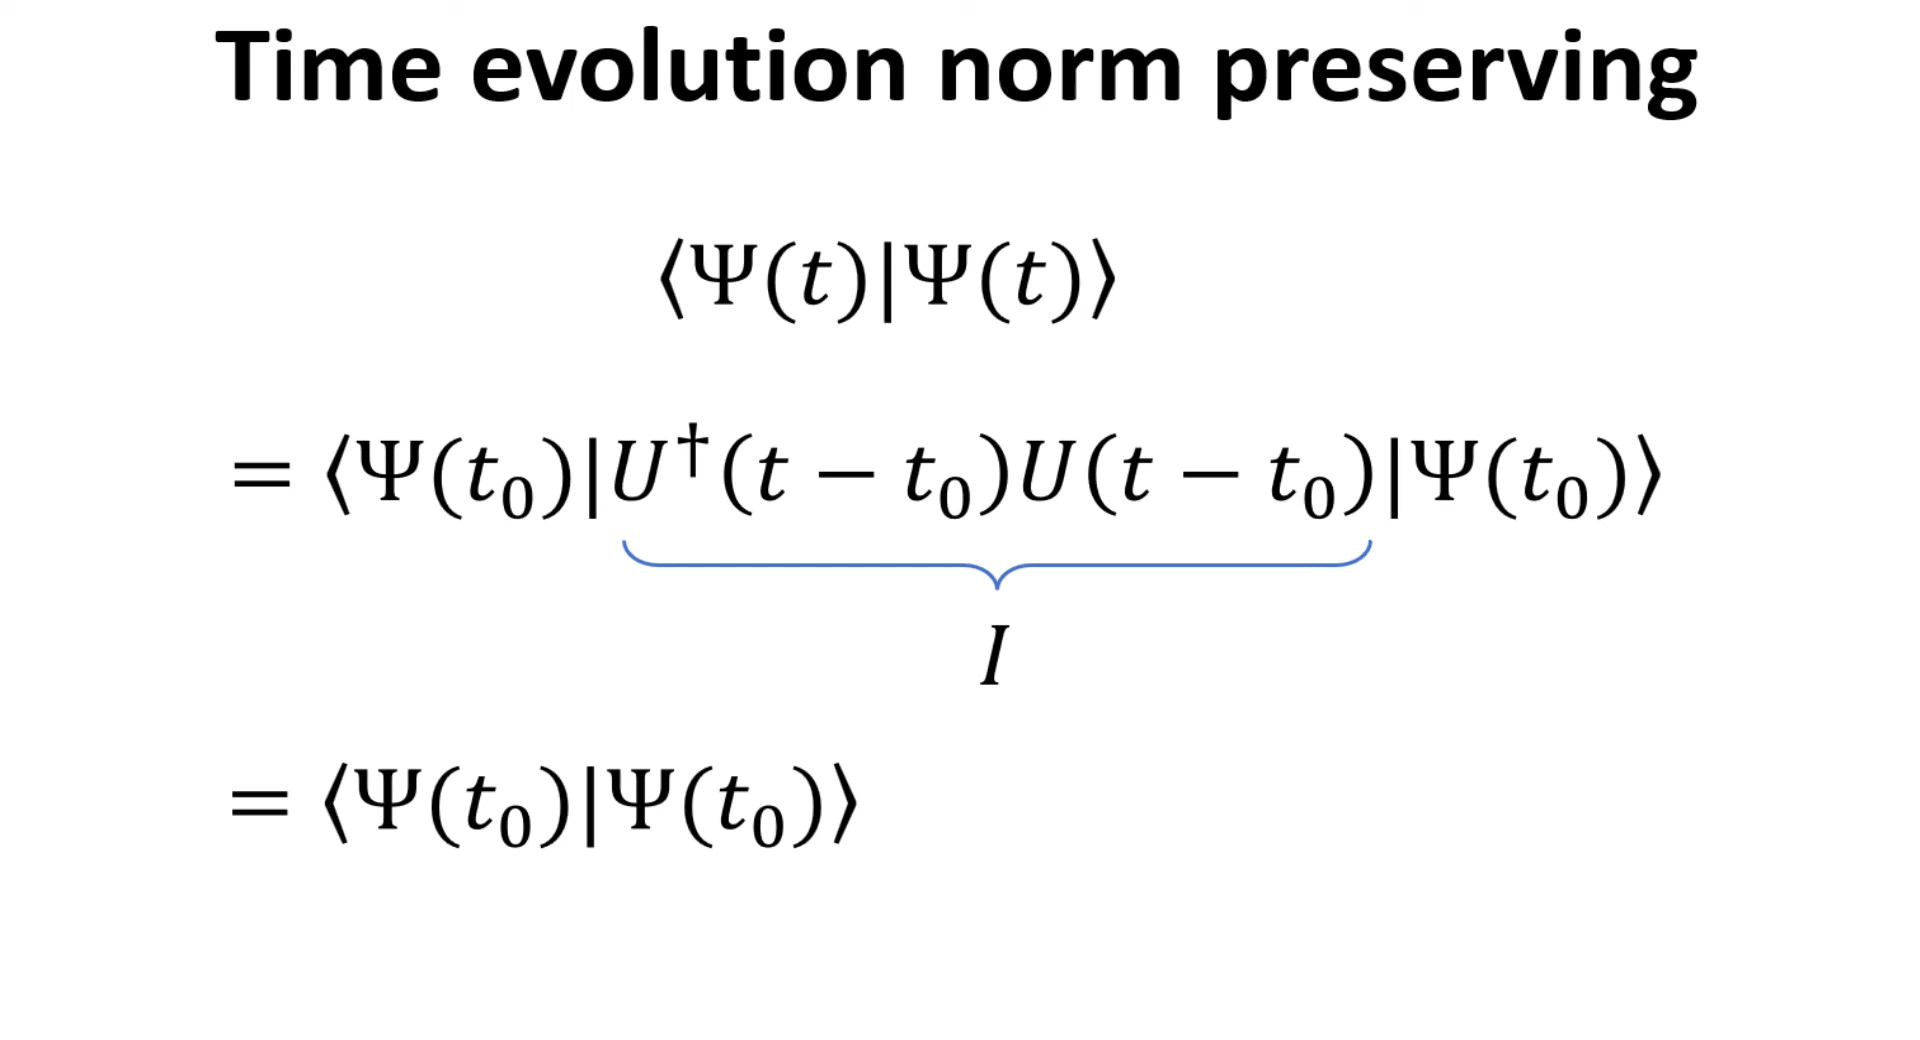 Time evolution norm preserving
⟨Ψ(t)|Ψ(t)⟩
= ⟨Ψ(t₀)|U†(t − t₀)U(t − t₀)|Ψ(t₀)⟩
I
= ⟨Ψ(t₀)|Ψ(t₀)⟩